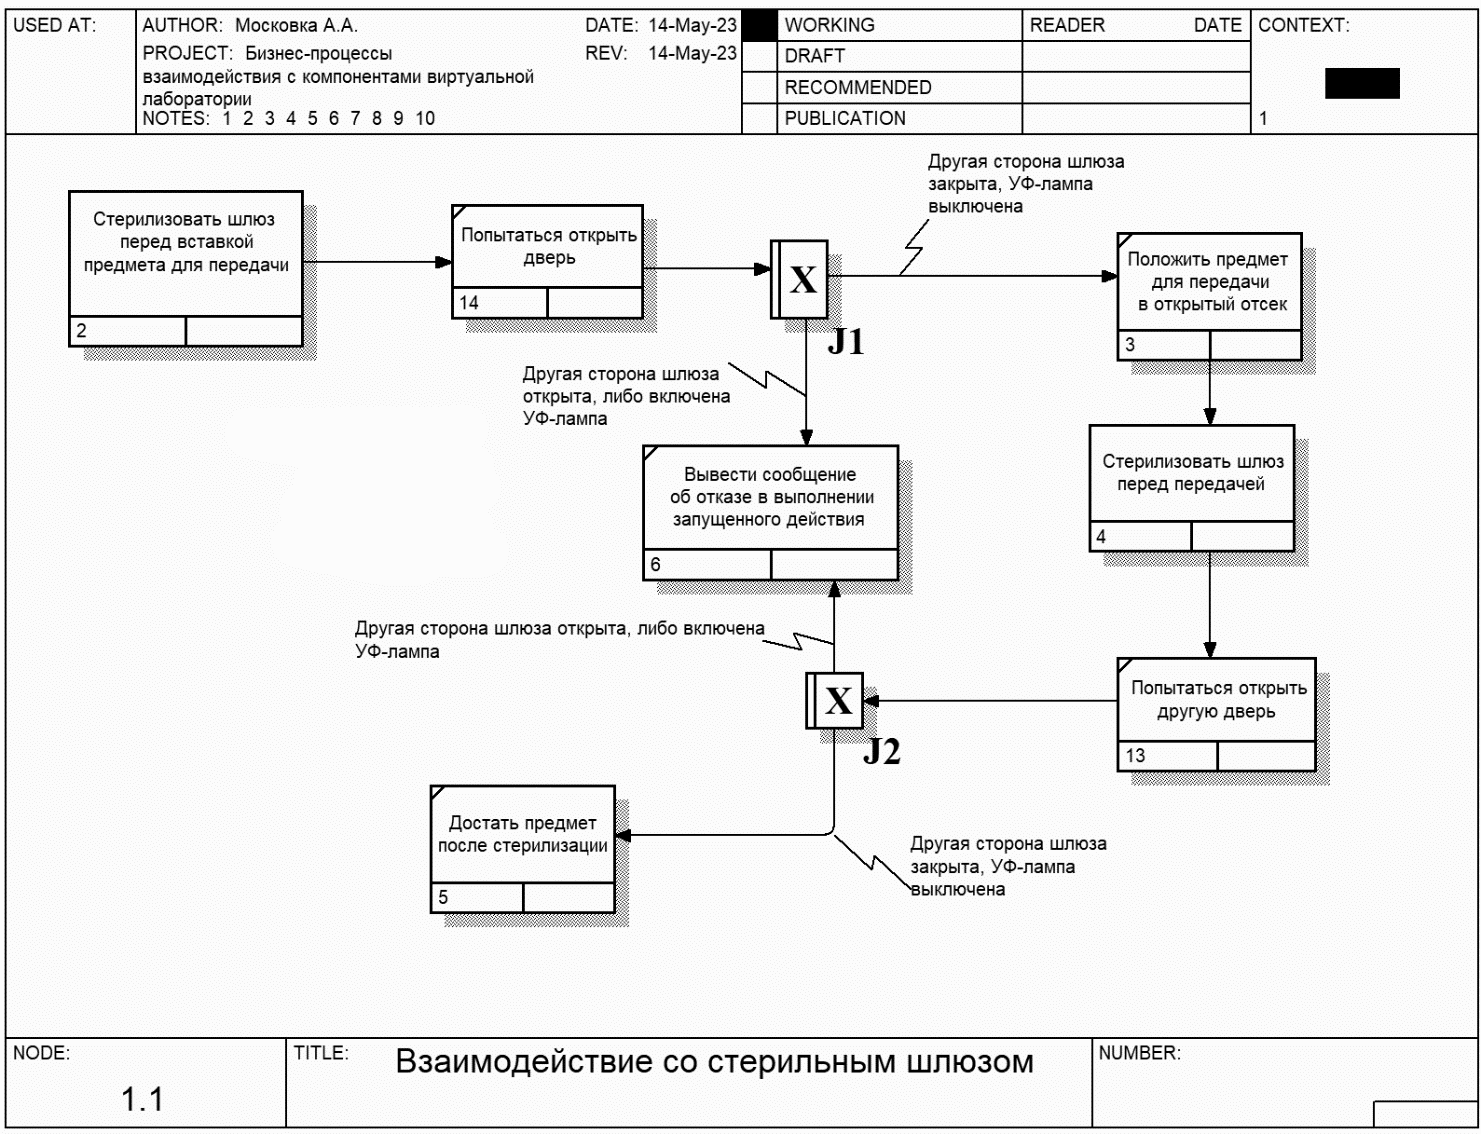 USED AT:
AUTHOR: Московка А.А.
DATE: 14-May-23
PROJECT: Бизнес-процессы
взаимодействия с компонентами виртуальной
лаборатории
REV: 14-May-23
NOTES: 1 2 3 4 5 6 7 8 9 10
WORKING
DRAFT
RECOMMENDED
PUBLICATION
READER DATE
CONTEXT:
1
Стерилизовать шлюз
перед вставкой
предмета для передачи
2
Попытаться открыть
дверь
14
X
J1
Другая сторона шлюза
закрыта, УФ-лампа
выключена
Положить предмет
для передачи
в открытый отсек
3
Другая сторона шлюза
открыта, либо включена
УФ-лампа
Вывести сообщение
об отказе в выполнении
запущенного действия
6
Стерилизовать шлюз
перед передачей
4
Другая сторона шлюза открыта, либо включена
УФ-лампа
X
J2
Попытаться открыть
другую дверь
13
Достать предмет
после стерилизации
5
Другая сторона шлюза
закрыта, УФ-лампа
выключена
NODE:
1.1
TITLE:
Взаимодействие со стерильным шлюзом
NUMBER: